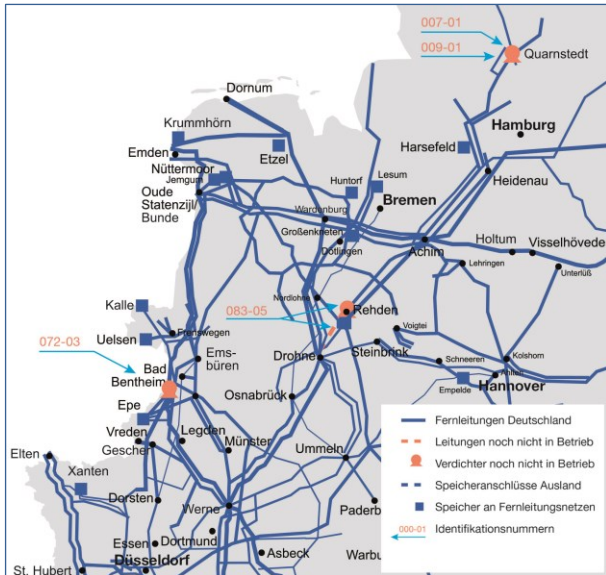 007-01
009-01
Quarnstedt
Dornum
Krummhörn
Hamburg
Emden
Etzel
Harsefeld
Nüttermoor
Jemgum
Huntorf
Lesum
Heidenau
Oude
Statenzijl/
Bunde
Bremen
Wardenburg
Großenkneten
Dötlingen
Achim
Holtum
Visselhövede
Lehringen
Unterlüß
Kalle
Nordlohne
083-05
Rehden
Uelsen
Frenswegen
Voigtei
072-03
Ems-
büren
Drohne
Steinbrink
Schneeren
Kolshorn
Bad
Bentheim
Ahlten
Osnabrück
Empelde
Hannover
Epe
Vreden
Legden
Gescher
Münster
Ummeln
Elten
Xanten
Dorsten
Werne
Paderb
Essen
Dortmund
Asbeck
Warbu
Düsseldorf
St. Hubert
Fernleitungen Deutschland
Leitungen noch nicht in Betrieb
Verdichter noch nicht in Betrieb
Speicheranschlüsse Ausland
Speicher an Fernleitungsnetzen
000-01
Identifikationsnummern